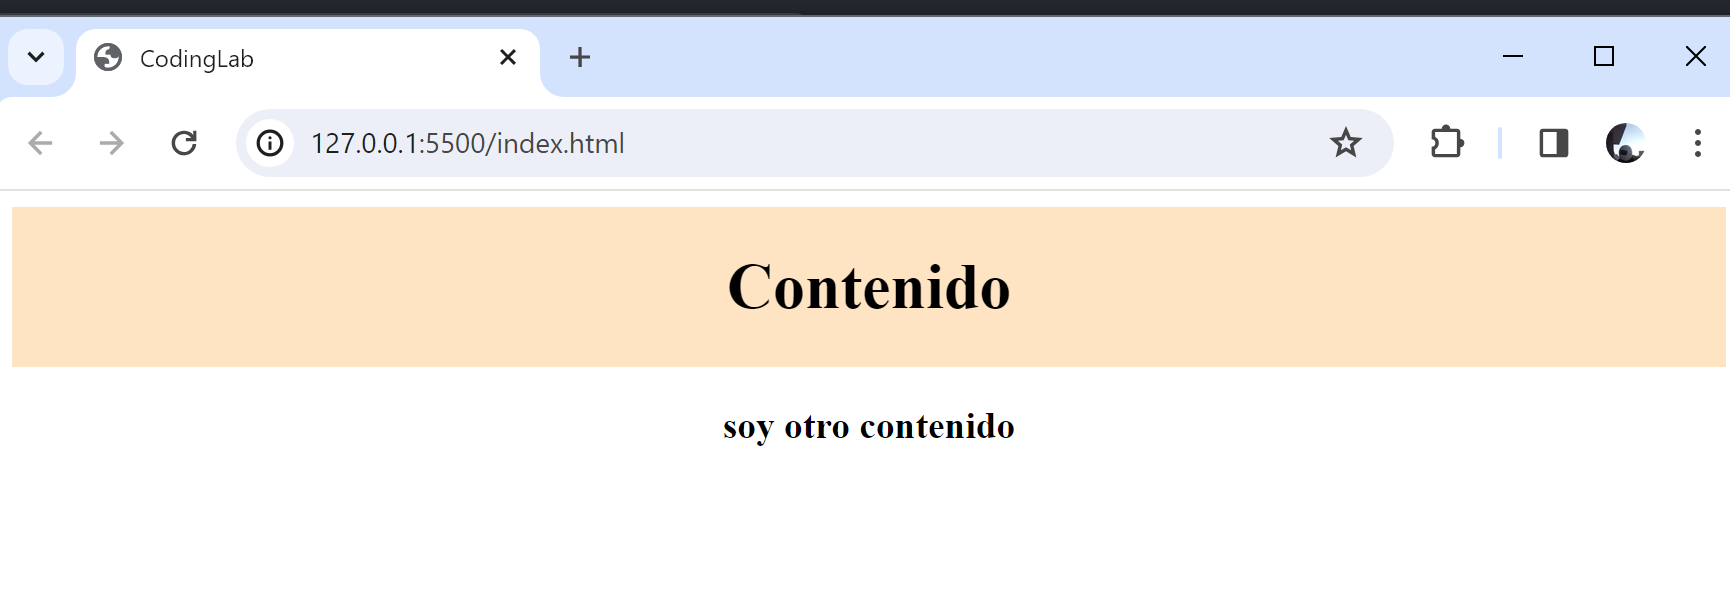 CodingLab
127.0.0.1:5500/index.html
Contenido
soy otro contenido